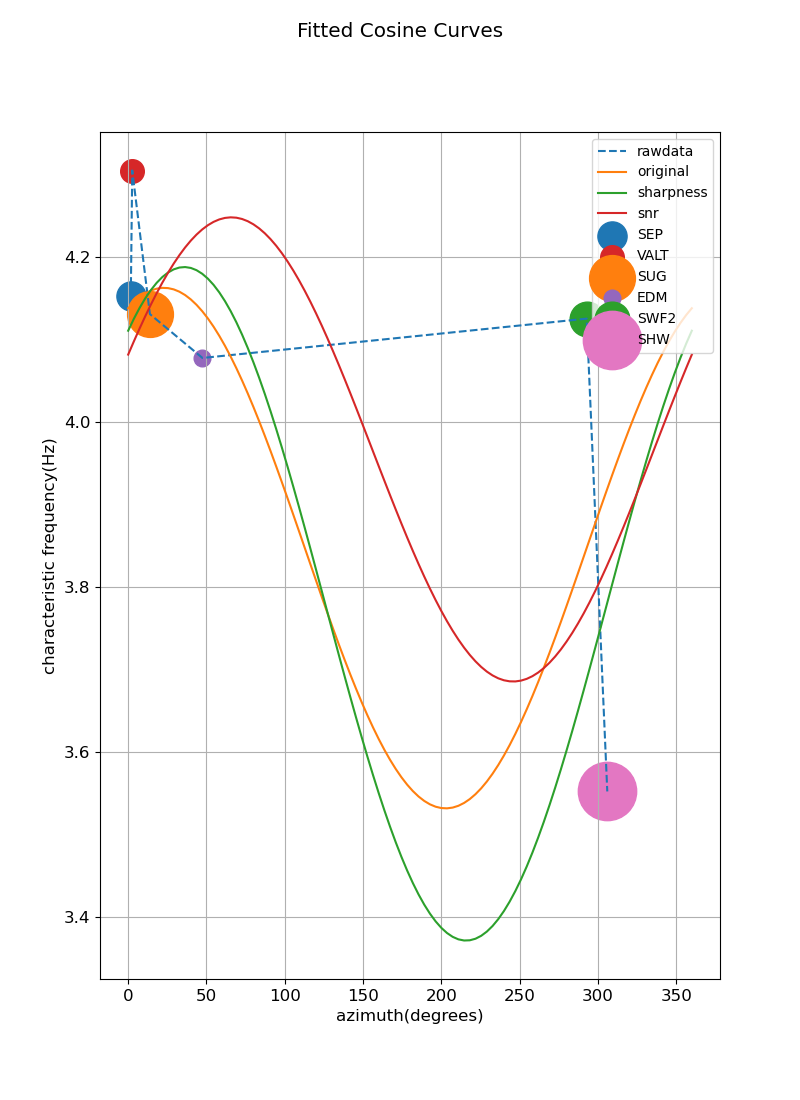 Fitted Cosine Curves
rawdata
original
sharpness
snr
SEP
VALT
SUG
EDM
SWF2
SHW
4.2
4.0
3.8
3.6
3.4
characteristic frequency(Hz)
0 50 100 150 200 250 300 350
azimuth(degrees)